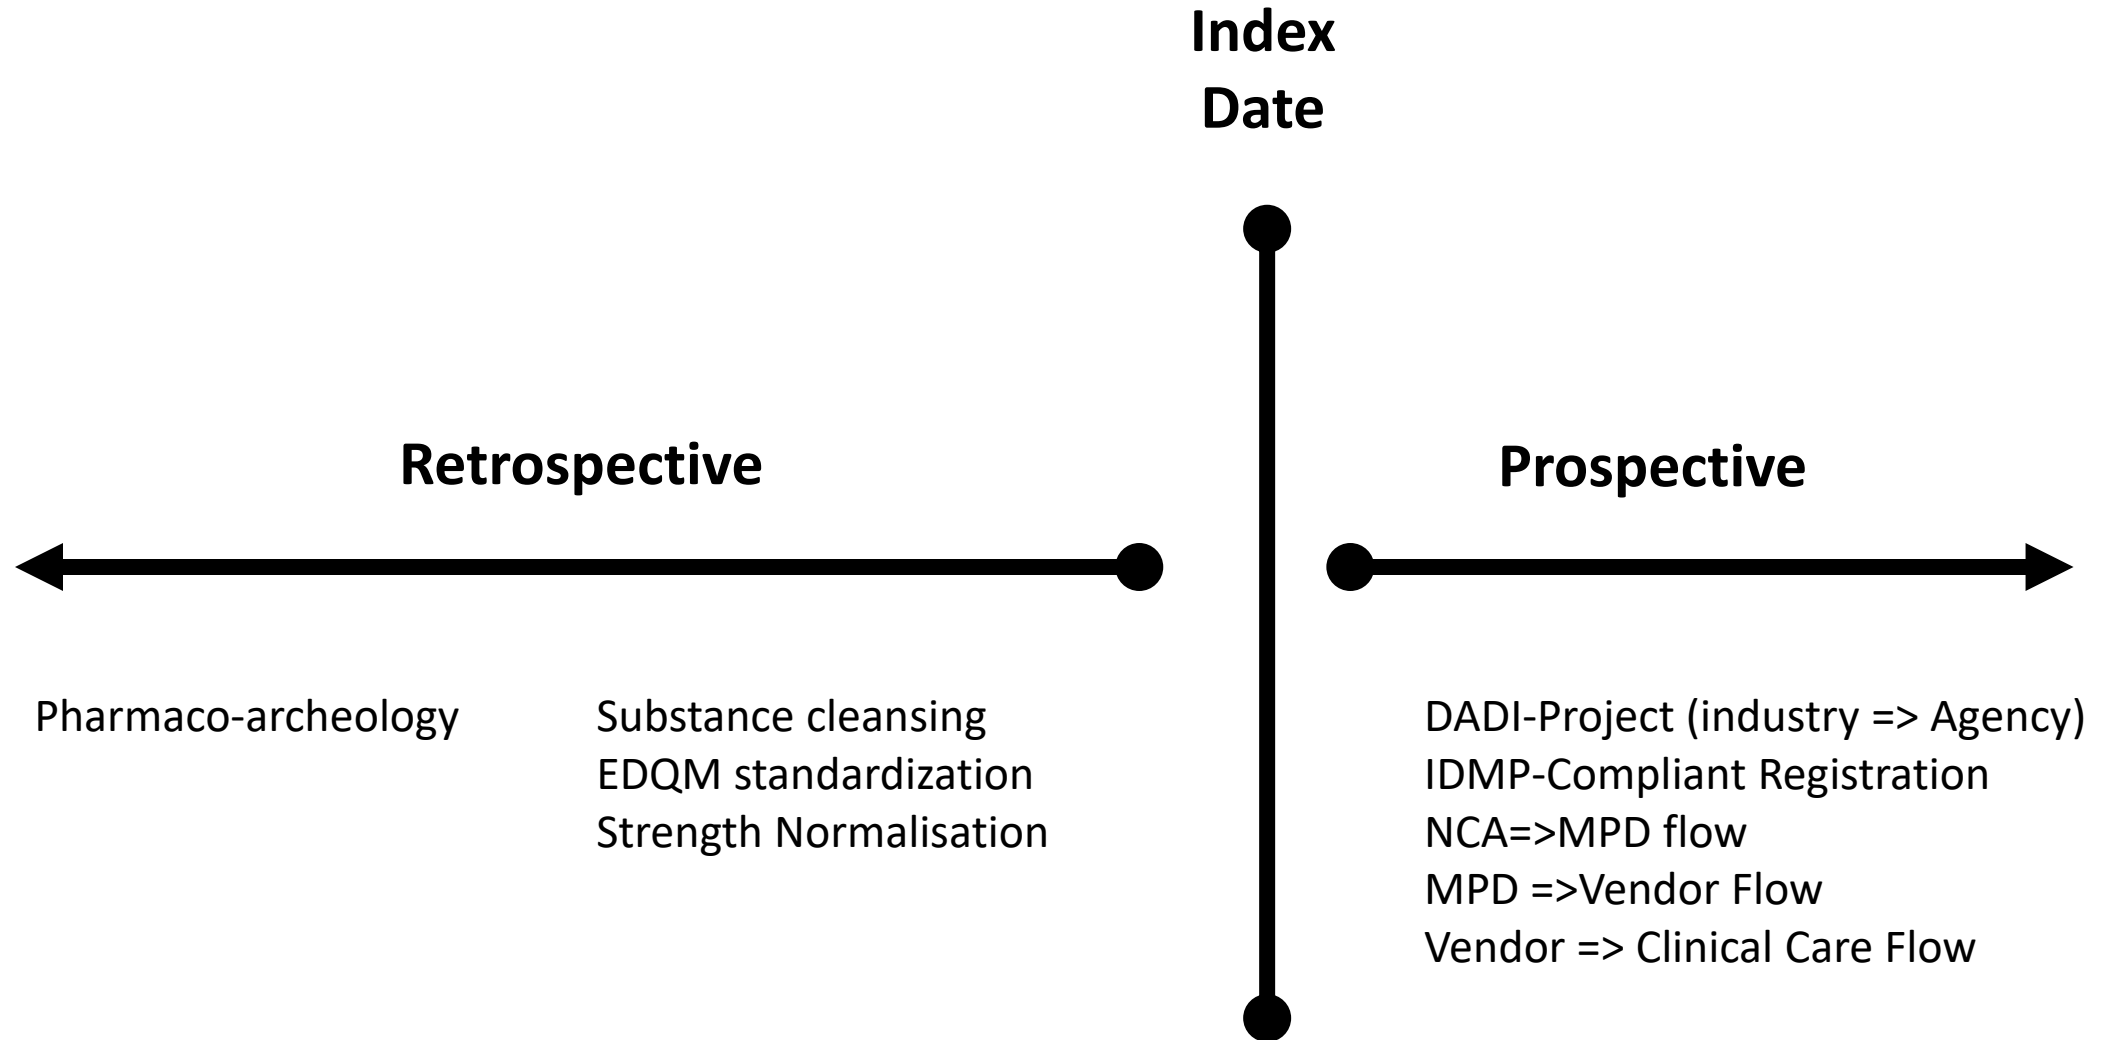 Index
Date
Retrospective
Prospective
Pharmaco-archeology
Substance cleansing
EDQM standardization
Strength Normalisation
DADI-Project (industry => Agency)
IDMP-Compliant Registration
NCA=>MPD flow
MPD =>Vendor Flow
Vendor => Clinical Care Flow